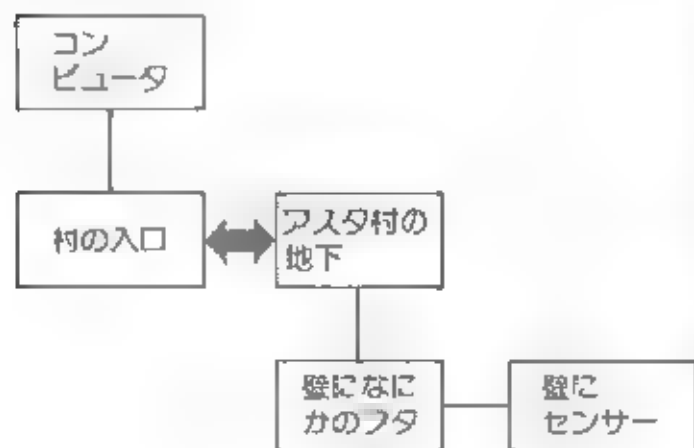 コン
ピュータ
村の入口
アスタ村の
地下
壁になに
かのフタ
壁に
センサー